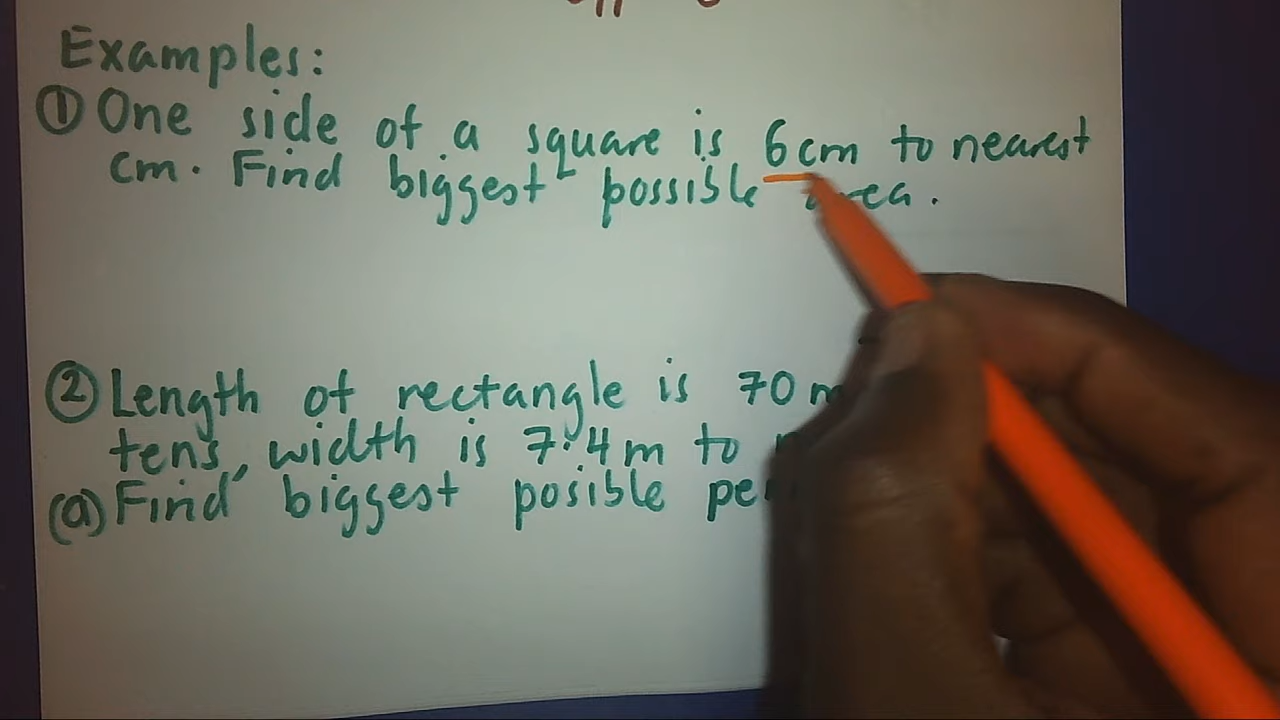 Examples:
① One side of a square is 6cm to nearest
cm. Find biggest possible area.
② Length of rectangle is 70
tens, width is 7.4m to
(a) Find biggest posible